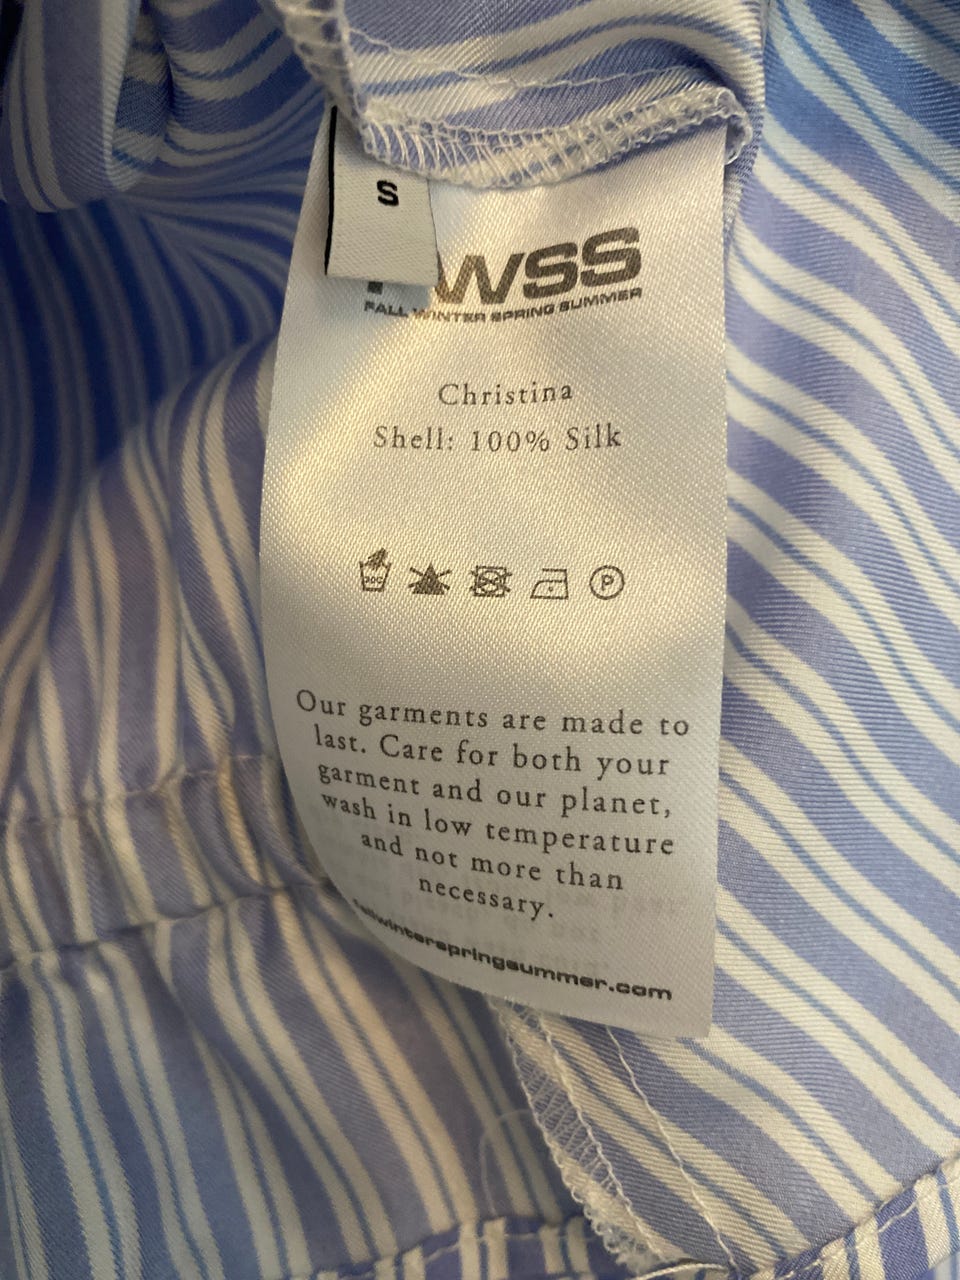 S
WSS
FALL WINTER SPRING SUMMER
Christina
Shell: 100% Silk
P
Our garments are made to
last. Care for both your
garment and our planet,
wash in low temperature
and not more than
necessary.
fallwinterspringsummer.com